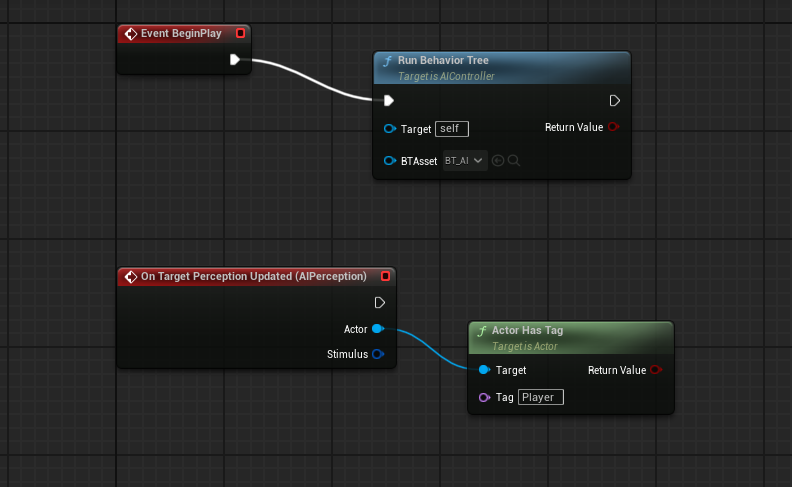 Event BeginPlay
Run Behavior Tree
Target is AIController
Target self
Return Value
BTAsset BT_AI
On Target Perception Updated (AIPerception)
Actor
Stimulus
Actor Has Tag
Target is Actor
Target
Return Value
Tag Player